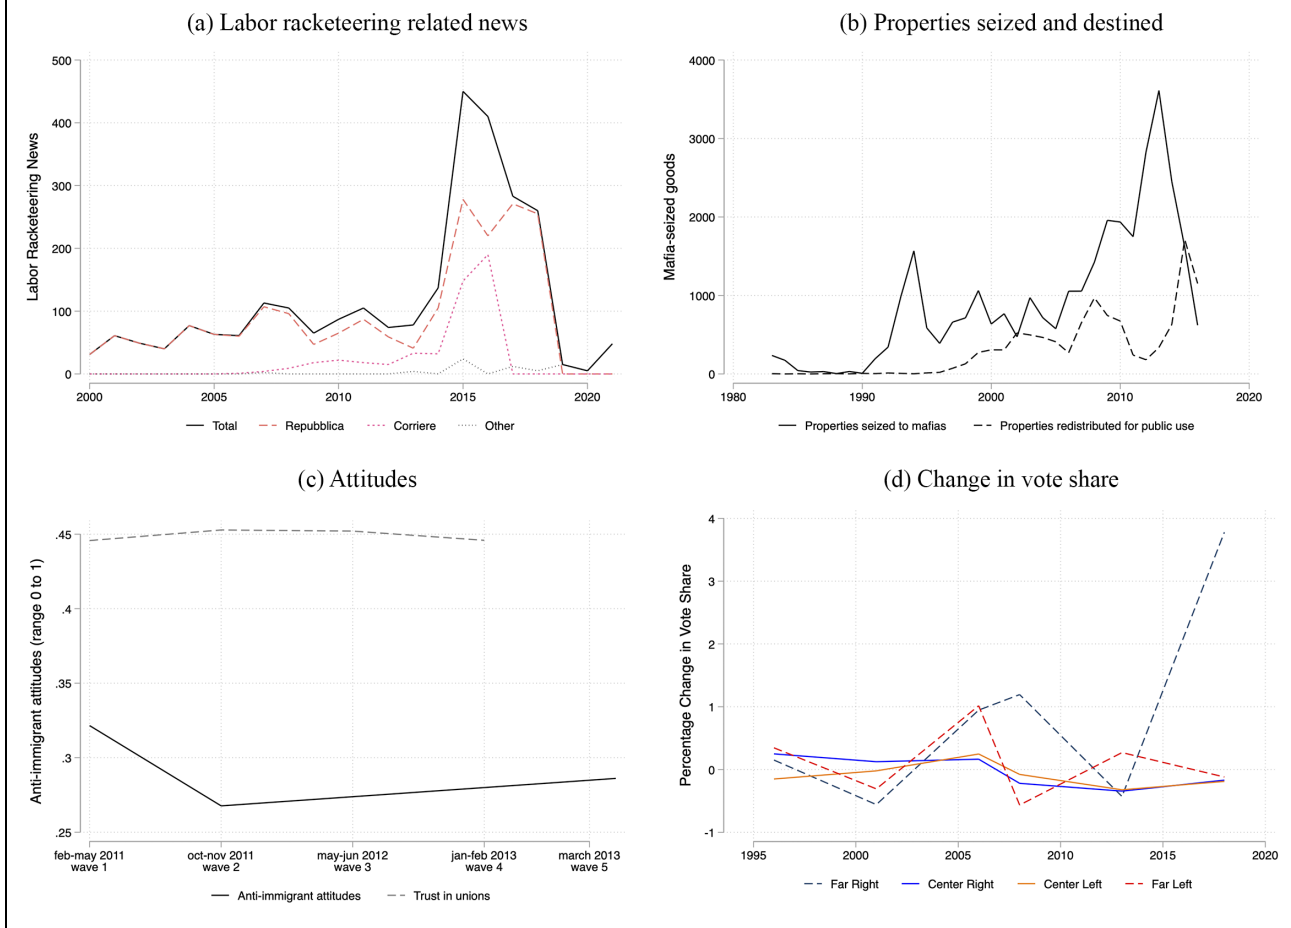 (a) Labor racketeering related news
500
400
300
200
100
0
Labor Racketeering News
2000 2005 2010 2015 2020
Total Repubblica Corriere Other
(b) Properties seized and destined
4000
3000
2000
1000
0
Mafia-seized goods
1980 1990 2000 2010 2020
Properties seized to mafias Properties redistributed for public use
(c) Attitudes
.45
.4
.35
.3
.25
Anti-immigrant attitudes (range 0 to 1)
feb-may 2011 oct-nov 2011 may-jun 2012 jan-feb 2013 march 2013
wave 1 wave 2 wave 3 wave 4 wave 5
Anti-immigrant attitudes Trust in unions
(d) Change in vote share
4
3
2
1
0
-1
Percentage Change in Vote Share
1995 2000 2005 2010 2015 2020
Far Right Center Right Center Left Far Left